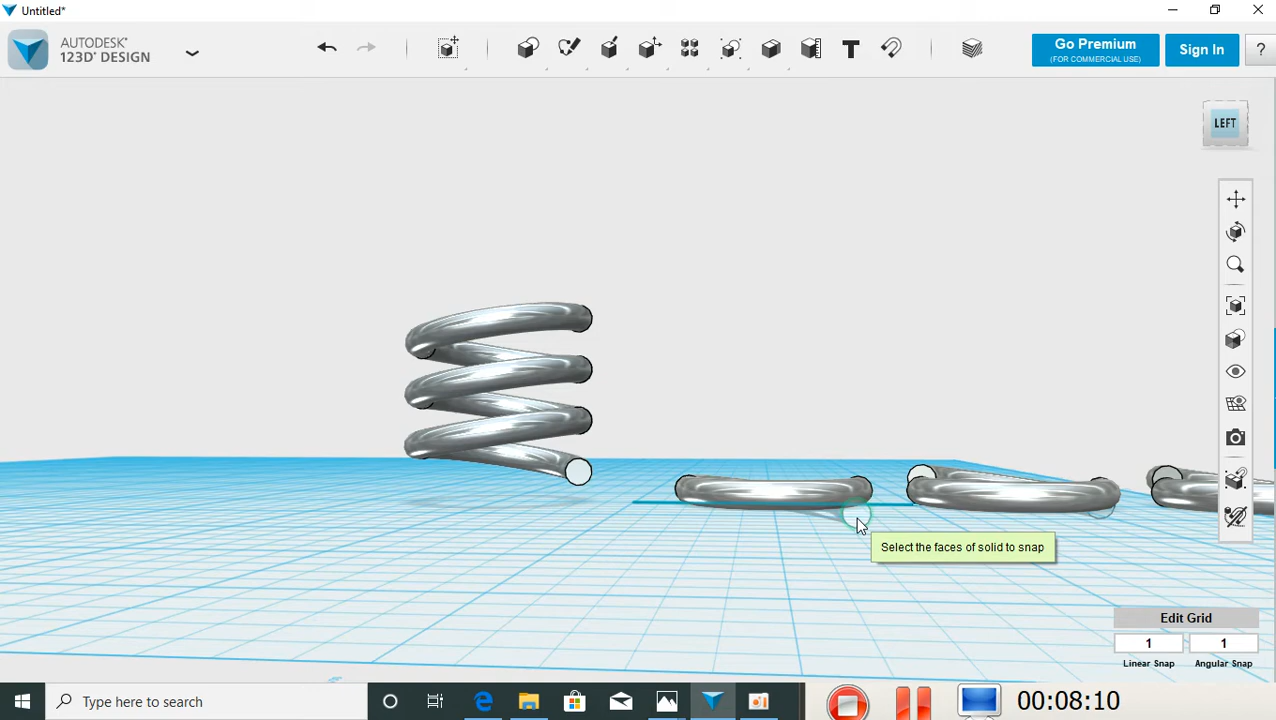 Untitled*
AUTODESK®
123D® DESIGN
T
Go Premium
(FOR COMMERCIAL USE)
Sign In
?
LEFT
Select the faces of solid to snap
Edit Grid
1 1
Linear Snap Angular Snap
Type here to search
00:08:10